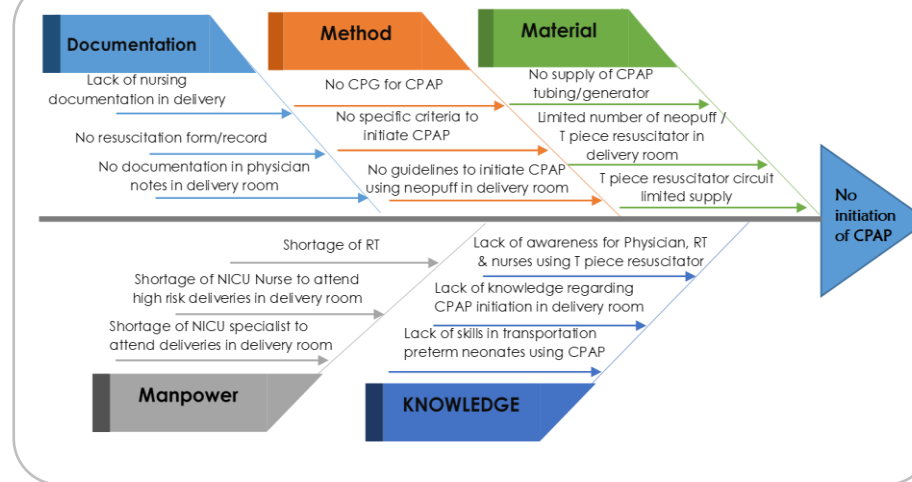 Documentation
Lack of nursing
documentation in delivery
No resuscitation form/record
No documentation in physician
notes in delivery room
Method
No CPG for CPAP
No specific criteria to
initiate CPAP
No guidelines to initiate CPAP
using neopuff in delivery room
Material
No supply of CPAP
tubing/generator
Limited number of neopuff /
T piece resuscitator in
delivery room
T piece resuscitator circuit
limited supply
No
initiation
of CPAP
Shortage of RT
Shortage of NICU Nurse to attend
high risk deliveries in delivery room
Shortage of NICU specialist to
attend deliveries in delivery room
Manpower
Lack of awareness for Physician, RT
& nurses using T piece resuscitator
Lack of knowledge regarding
CPAP initiation in delivery room
Lack of skills in transportation
preterm neonates using CPAP
KNOWLEDGE